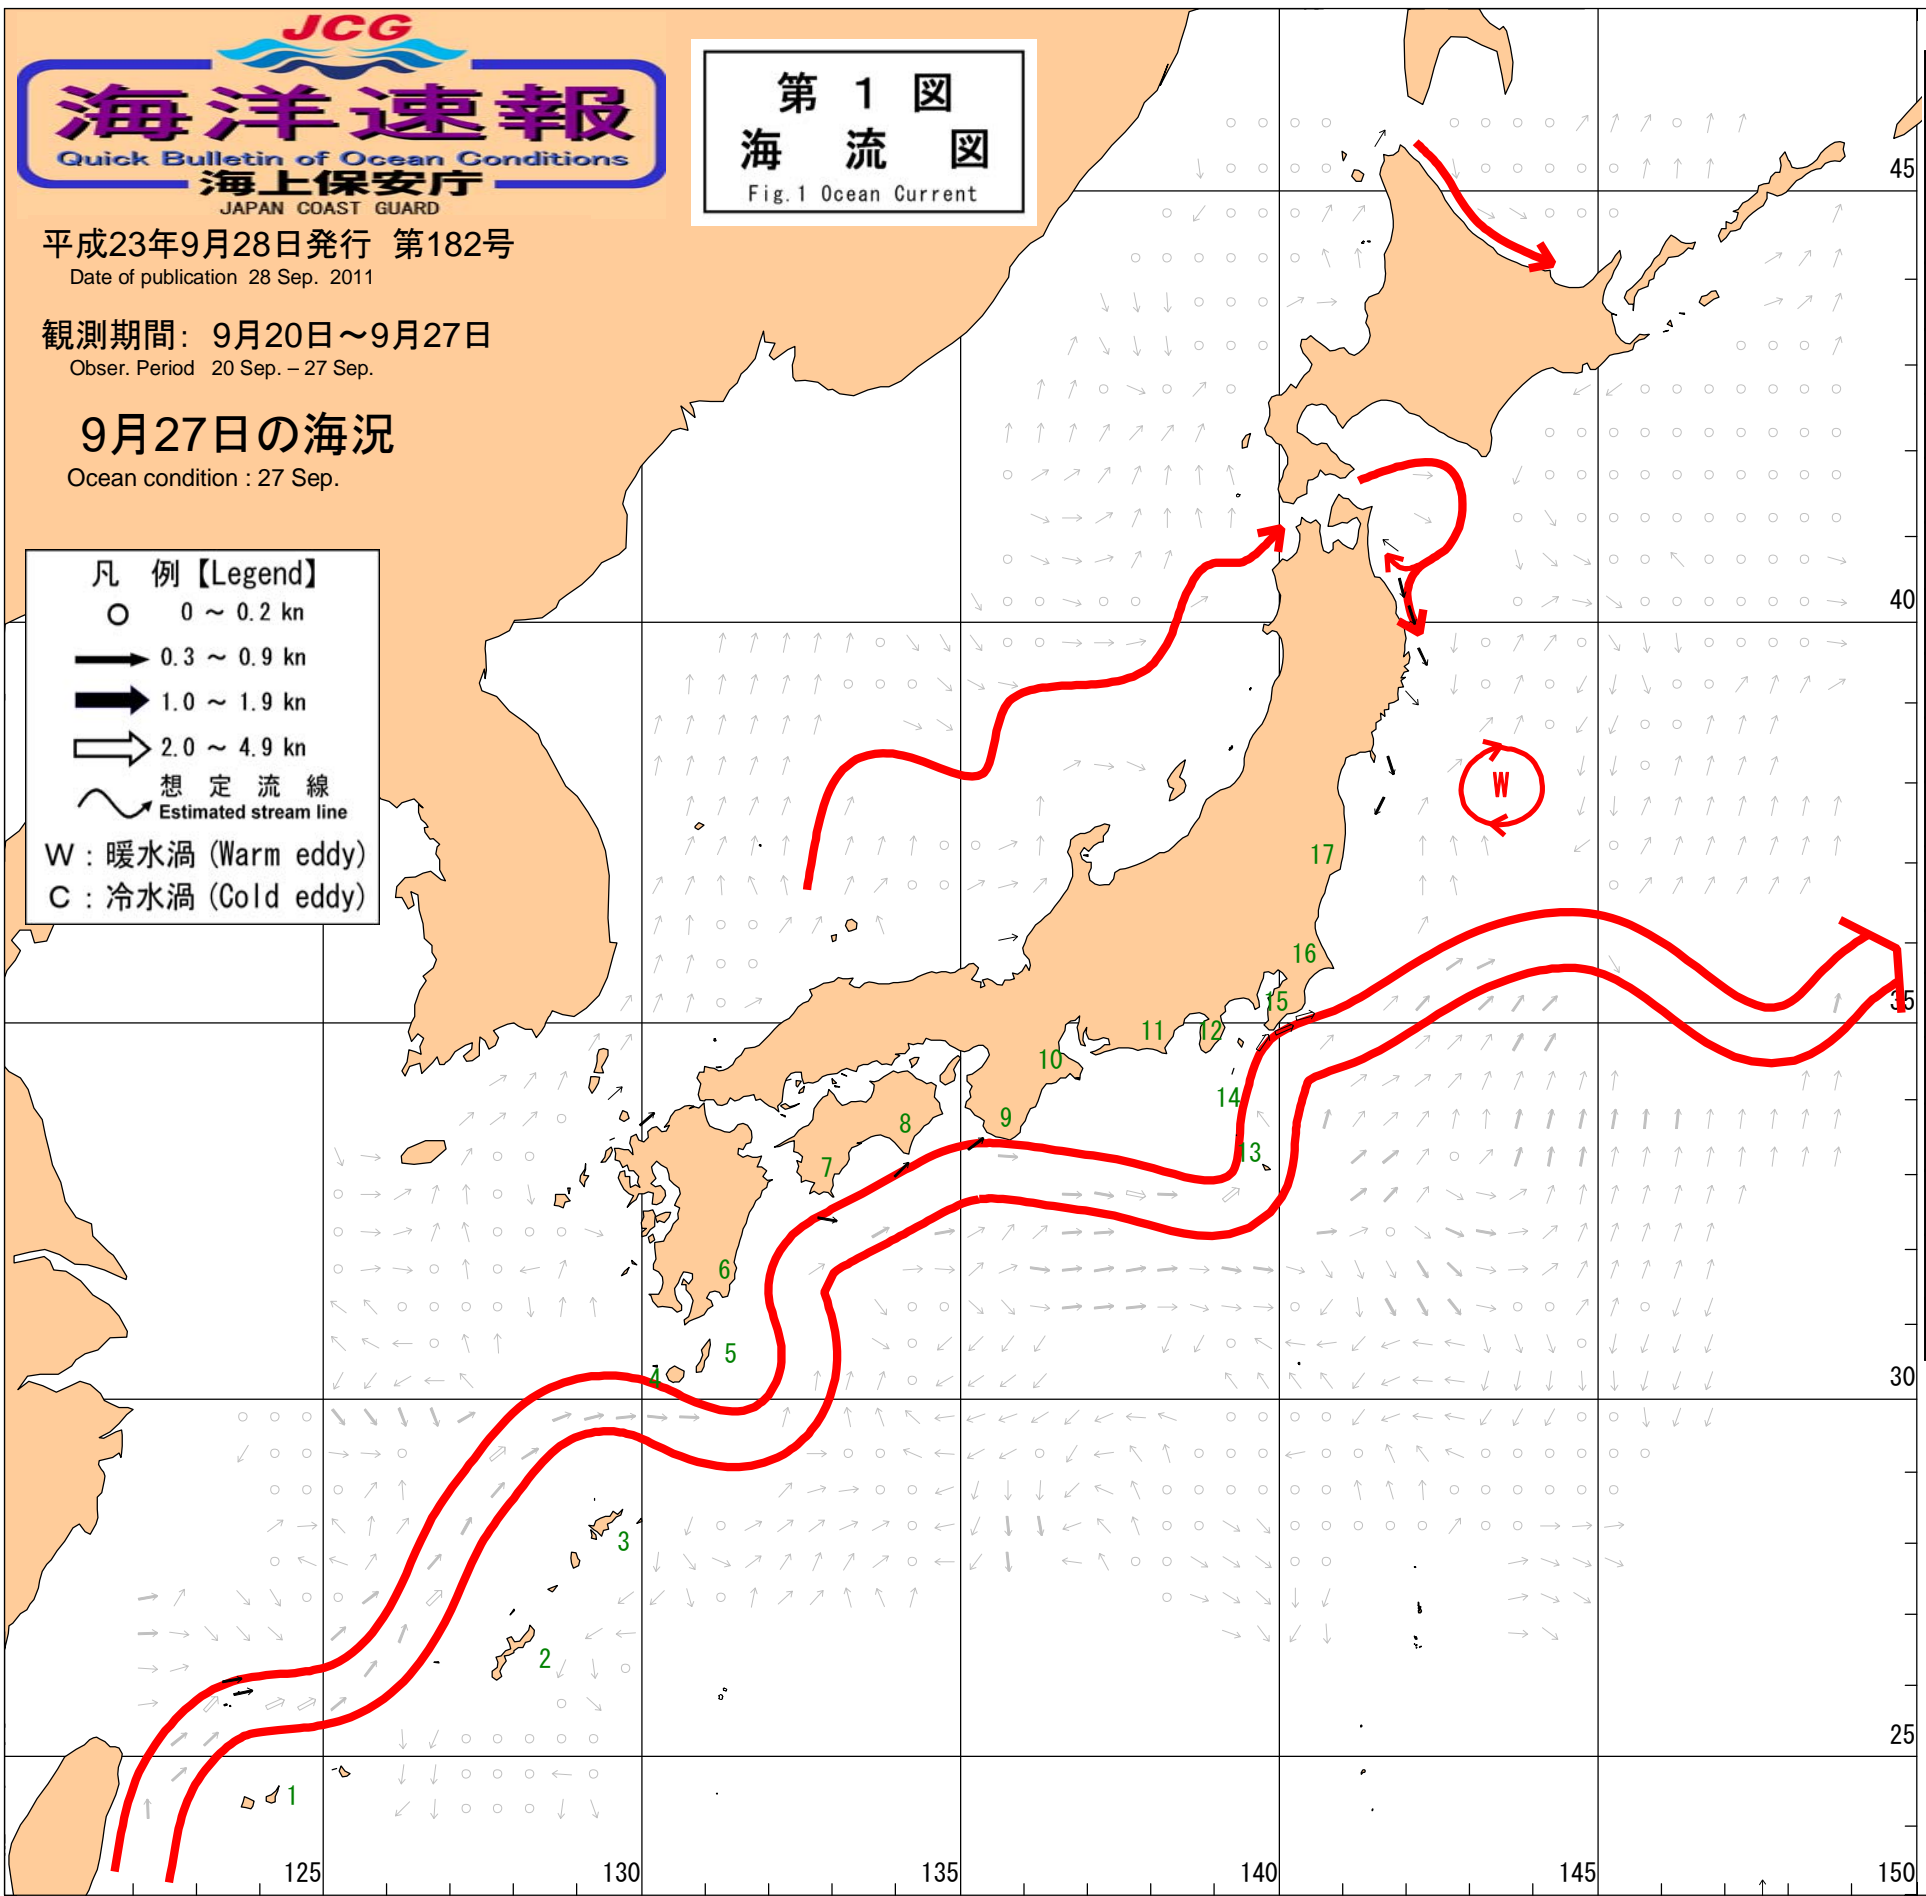 JCG
海洋速報
Quick Bulletin of Ocean Conditions
海上保安庁
JAPAN COAST GUARD
第 1 図
海 流 図
Fig.1 Ocean Current
平成23年9月28日発行 第182号
Date of publication 28 Sep. 2011
観測期間： 9月20日～9月27日
Obser. Period 20 Sep. – 27 Sep.
9月27日の海況
Ocean condition : 27 Sep.
凡 例【Legend】
0 ～ 0.2 kn
0.3 ～ 0.9 kn
1.0 ～ 1.9 kn
2.0 ～ 4.9 kn
想 定 流 線
Estimated stream line
W : 暖水渦 (Warm eddy)
C : 冷水渦 (Cold eddy)
45
40
W
17
16
15
35
11
12
10
14
8
9
13
7
6
5
4
30
3
2
25
1
125
130
135
140
145
150